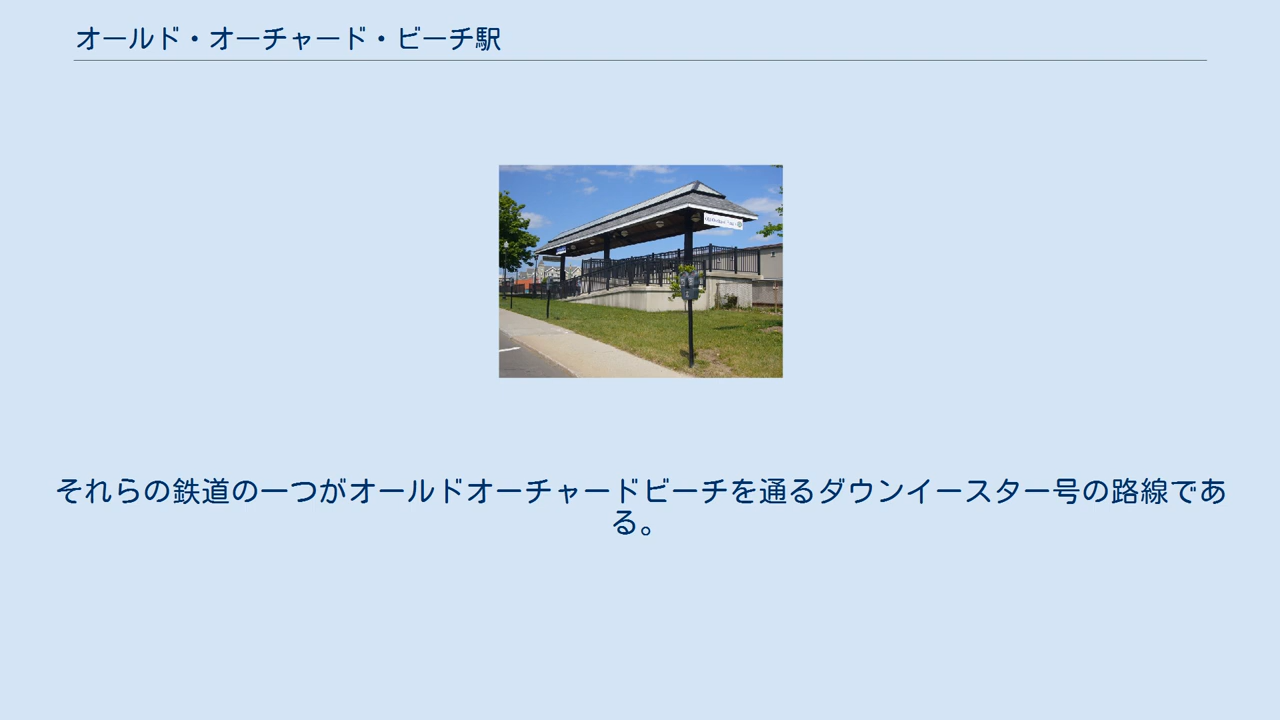 オールド・オーチャード・ビーチ駅
それらの鉄道の一つがオールドオーチャードビーチを通るダウンイースター号の路線であ
る。